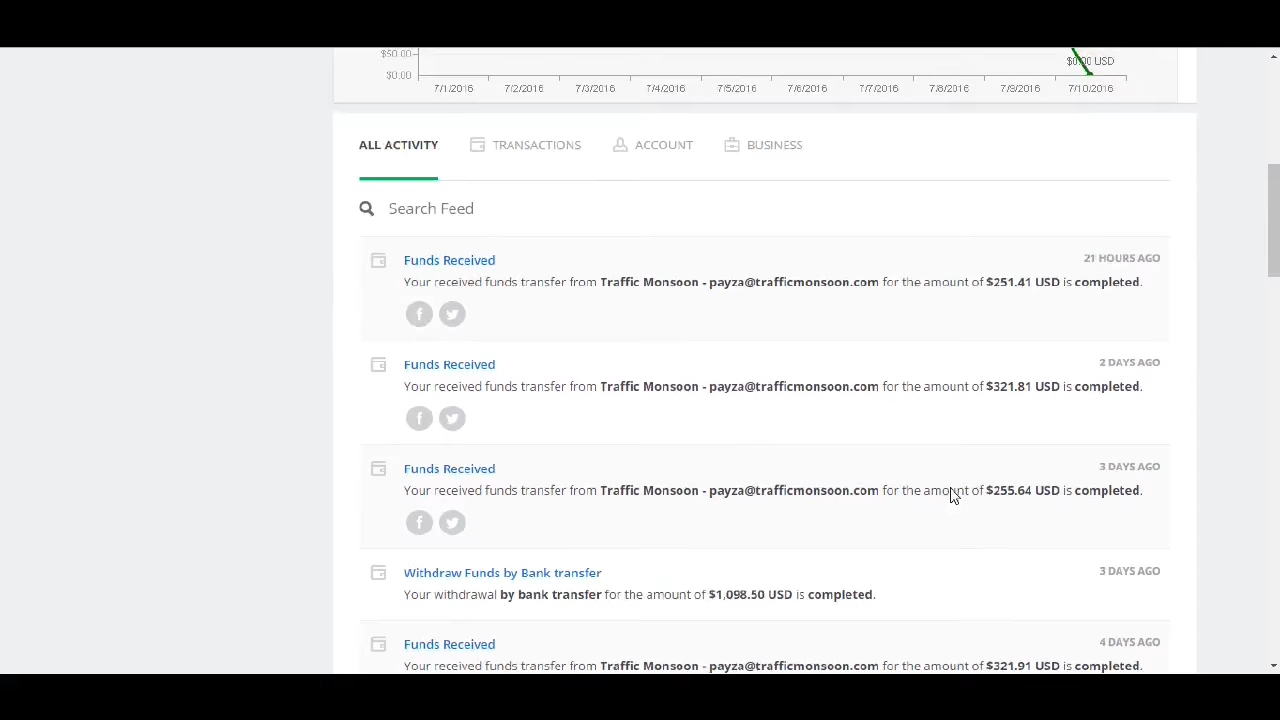 $50.00
$0.00 USD
$0.00
7/1/2016 7/2/2016 7/3/2016 7/4/2016 7/5/2016 7/6/2016 7/7/2016 7/8/2016 7/9/2016 7/10/2016
ALL ACTIVITY TRANSACTIONS ACCOUNT BUSINESS
Search Feed
Funds Received 21 HOURS AGO
Your received funds transfer from Traffic Monsoon - payza@trafficmonsoon.com for the amount of $251.41 USD is completed.
Funds Received 2 DAYS AGO
Your received funds transfer from Traffic Monsoon - payza@trafficmonsoon.com for the amount of $321.81 USD is completed.
Funds Received 3 DAYS AGO
Your received funds transfer from Traffic Monsoon - payza@trafficmonsoon.com for the amount of $255.64 USD is completed.
Withdraw Funds by Bank transfer 3 DAYS AGO
Your withdrawal by bank transfer for the amount of $1,098.50 USD is completed.
Funds Received 4 DAYS AGO
Your received funds transfer from Traffic Monsoon - payza@trafficmonsoon.com for the amount of $321.91 USD is completed.